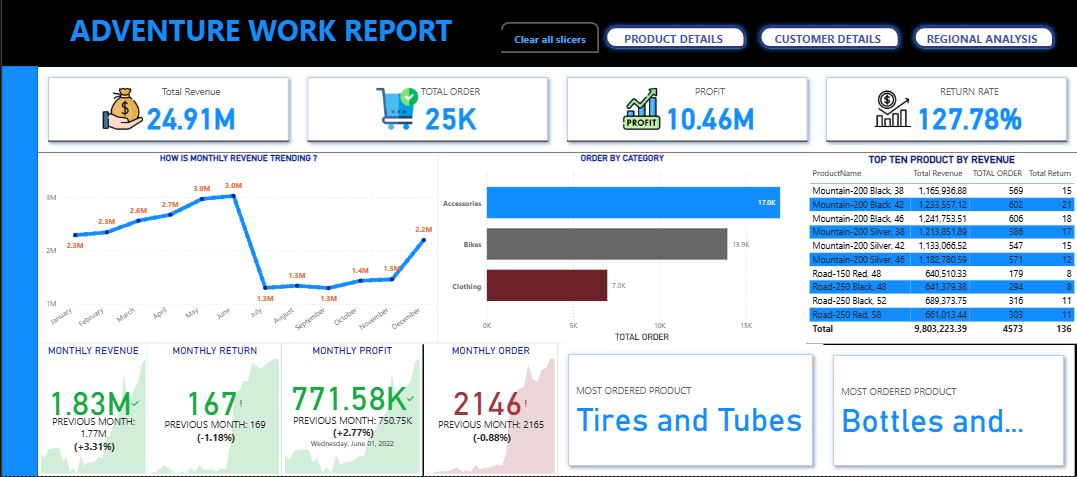 ADVENTURE WORK REPORT
Clear all slicers
PRODUCT DETAILS
CUSTOMER DETAILS
REGIONAL ANALYSIS
Total Revenue
24.91M
TOTAL ORDER
25K
PROFIT
PROFIT
10.46M
RETURN RATE
127.78%
HOW IS MONTHLY REVENUE TRENDING ?
3M
2M
1M
2.3M
2.3M
2.6M
2.7M
3.0M
3.0M
1.3M
1.3M
1.3M
1.4M
1.5M
2.2M
January
February
March
April
May
June
July
August
September
October
November
December
ORDER BY CATEGORY
Accessories
17.0K
Bikes
13.9K
Clothing
7.0K
0K 5K 10K 15K
TOTAL ORDER
TOP TEN PRODUCT BY REVENUE
ProductName Total Revenue TOTAL ORDER Total Return
Mountain-200 Black, 38 1,165,936.88 569 15
Mountain-200 Black, 42 1,233,557.12 602 21
Mountain-200 Black, 46 1,241,753.51 606 18
Mountain-200 Silver, 38 1,213,851.89 586 17
Mountain-200 Silver, 42 1,133,066.52 547 15
Mountain-200 Silver, 46 1,182,780.59 571 12
Road-150 Red, 48 640,510.33 179 8
Road-250 Black, 48 641,379.38 294 8
Road-250 Black, 52 689,373.75 316 11
Road-250 Red, 58 661,013.44 303 11
Total 9,803,223.39 4573 136
MONTHLY REVENUE
1.83M
PREVIOUS MONTH:
1.77M
(+3.31%)
MONTHLY RETURN
167!
PREVIOUS MONTH: 169
(-1.18%)
MONTHLY PROFIT
771.58K
PREVIOUS MONTH: 750.75K
(+2.77%)
Wednesday, June 01, 2022
MONTHLY ORDER
2146!
PREVIOUS MONTH: 2165
(-0.88%)
MOST ORDERED PRODUCT
Tires and Tubes
MOST ORDERED PRODUCT
Bottles and...